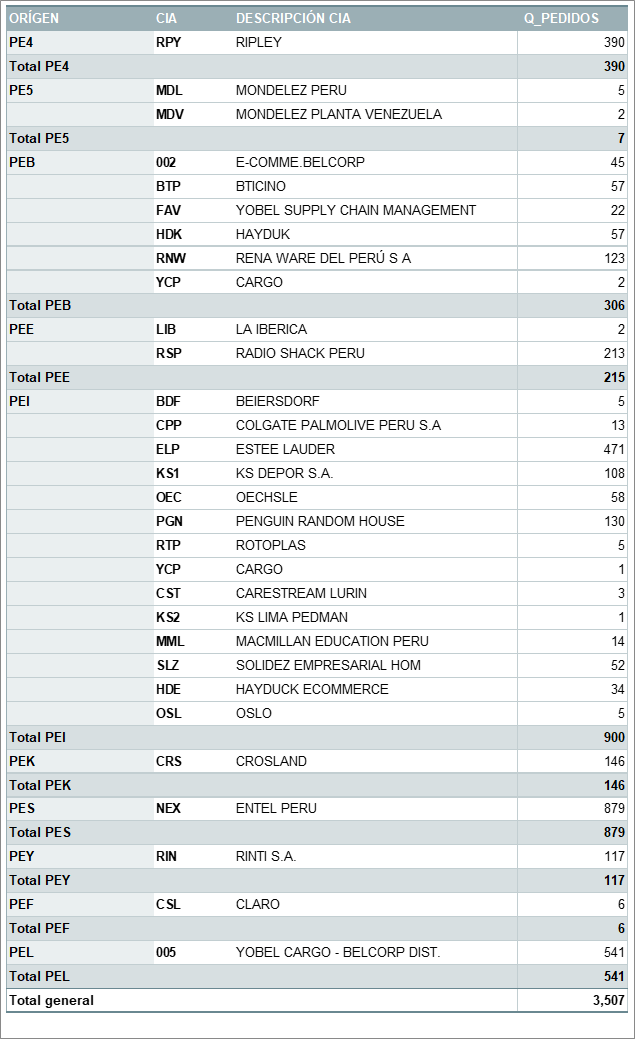 ORÍGEN CIA DESCRIPCIÓN CIA Q_PEDIDOS
PE4 RPY RIPLEY 390
Total PE4 390
PE5 MDL MONDELEZ PERU 5
MDV MONDELEZ PLANTA VENEZUELA 2
Total PE5 7
PEB 002 E-COMME.BELCORP 45
BTP BTICINO 57
FAV YOBEL SUPPLY CHAIN MANAGEMENT 22
HDK HAYDUK 57
RNW RENA WARE DEL PERÚ S A 123
YCP CARGO 2
Total PEB 306
PEE LIB LA IBERICA 2
RSP RADIO SHACK PERU 213
Total PEE 215
PEI BDF BEIERSDORF 5
CPP COLGATE PALMOLIVE PERU S.A 13
ELP ESTEE LAUDER 471
KS1 KS DEPOR S.A. 108
OEC OECHSLE 58
PGN PENGUIN RANDOM HOUSE 130
RTP ROTOPLAS 5
YCP CARGO 1
CST CARESTREAM LURIN 3
KS2 KS LIMA PEDMAN 1
MML MACMILLAN EDUCATION PERU 14
SLZ SOLIDEZ EMPRESARIAL HOM 52
HDE HAYDUCK ECOMMERCE 34
OSL OSLO 5
Total PEI 900
PEK CRS CROSLAND 146
Total PEK 146
PES NEX ENTEL PERU 879
Total PES 879
PEY RIN RINTI S.A. 117
Total PEY 117
PEF CSL CLARO 6
Total PEF 6
PEL 005 YOBEL CARGO - BELCORP DIST. 541
Total PEL 541
Total general 3,507